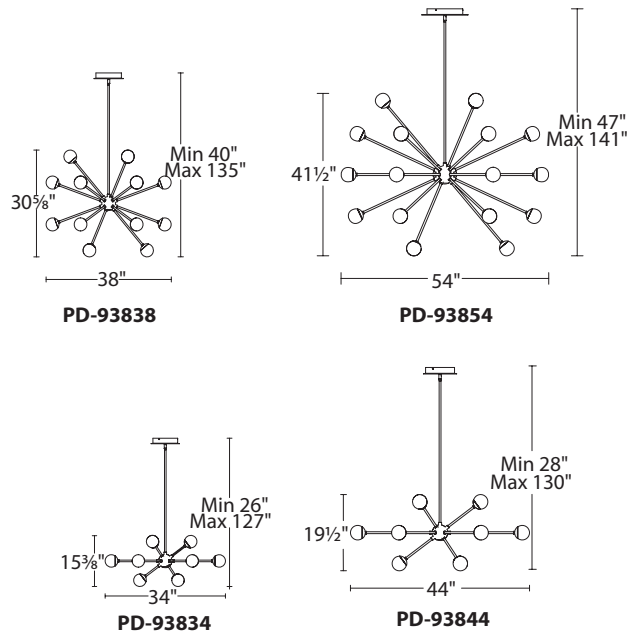 Min 40"
Max 135"
30⅝"
38"
PD-93838
Min 47"
Max 141"
41½"
54"
PD-93854
Min 26"
Max 127"
15⅜"
34"
PD-93834
Min 28"
Max 130"
19½"
44"
PD-93844